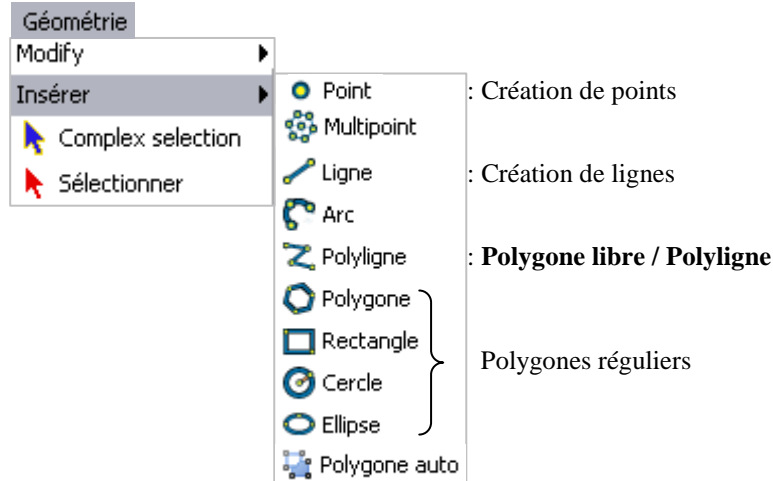 Géométrie
Modify
Insérer
Complex selection
Sélectionner
Point : Création de points
Multipoint
Ligne : Création de lignes
Arc
Polyligne : Polygone libre / Polyligne
Polygone
Rectangle
Cercle
Ellipse
Polygones réguliers
Polygone auto